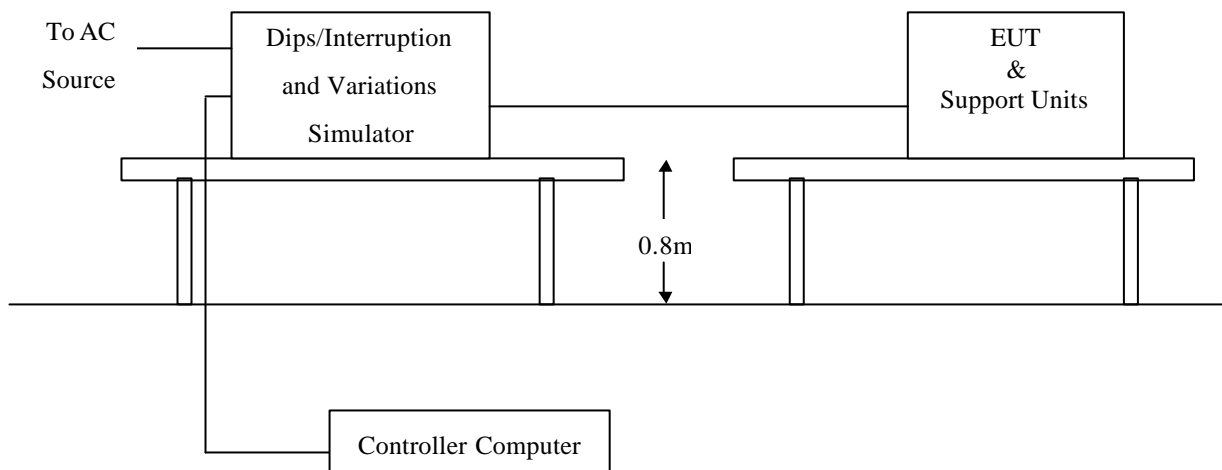 To AC
Source
Dips/Interruption
and Variations
Simulator
EUT
&
Support Units
0.8m
Controller Computer